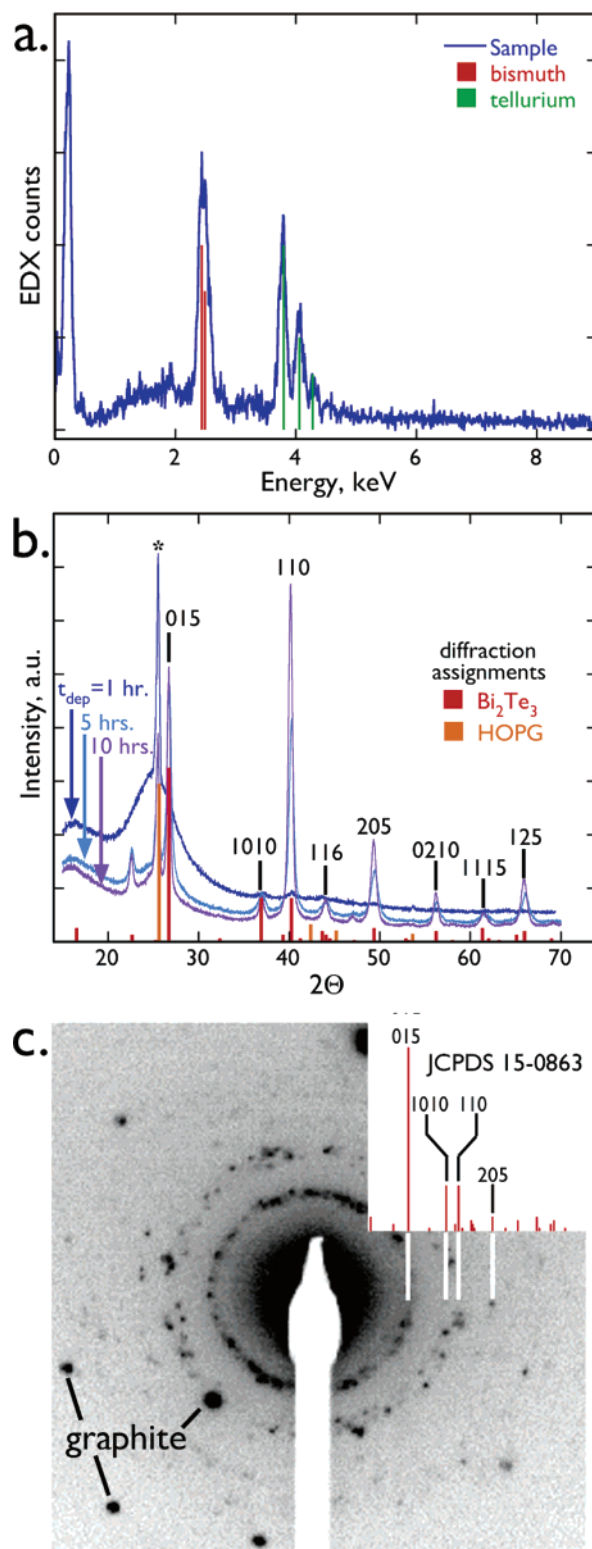 a.
Sample
bismuth
tellurium
EDX counts
0 2 4 6 8
Energy, keV
b.
*
015
110
diffraction
assignments
Bi₂Te₃
HOPG
t_dep=1 hr.
5 hrs.
10 hrs.
1010
116
205
0210
1115
125
Intensity, a.u.
20 30 40 50 60 70
2Θ
c.
015
JCPDS 15-0863
1010 110
205
graphite